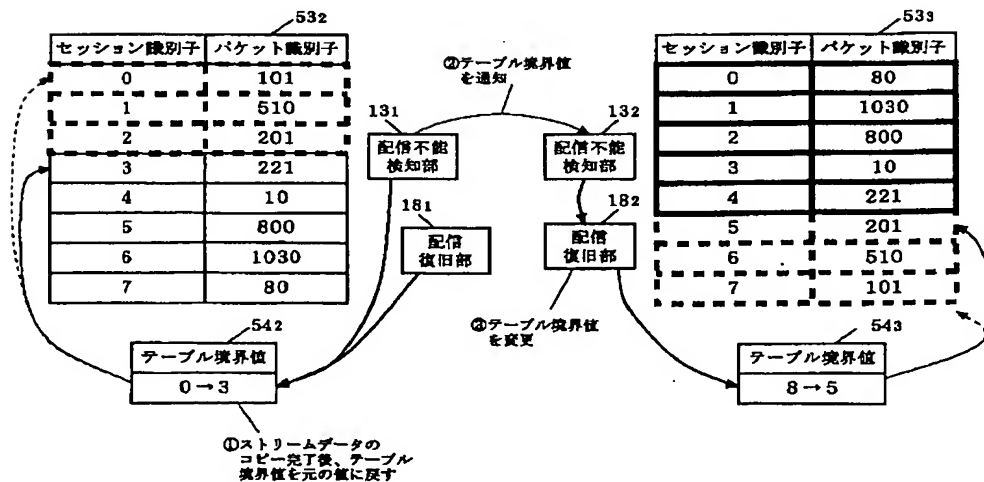 53₂
セッション識別子 パケット識別子
0 101
1 510
2 201
3 221
4 10
5 800
6 1030
7 80
②テーブル境界値
を通知
13₁
配信不能
検知部
13₂
配信不能
検知部
18₁
配信
復旧部
18₂
配信
復旧部
③テーブル境界値
を変更
53₃
セッション識別子 パケット識別子
0 80
1 1030
2 800
3 10
4 221
5 201
6 510
7 101
54₂
テーブル境界値
0→3
54₃
テーブル境界値
8→5
①ストリームデータの
コピー完了後、テーブル
境界値を元の値に戻す